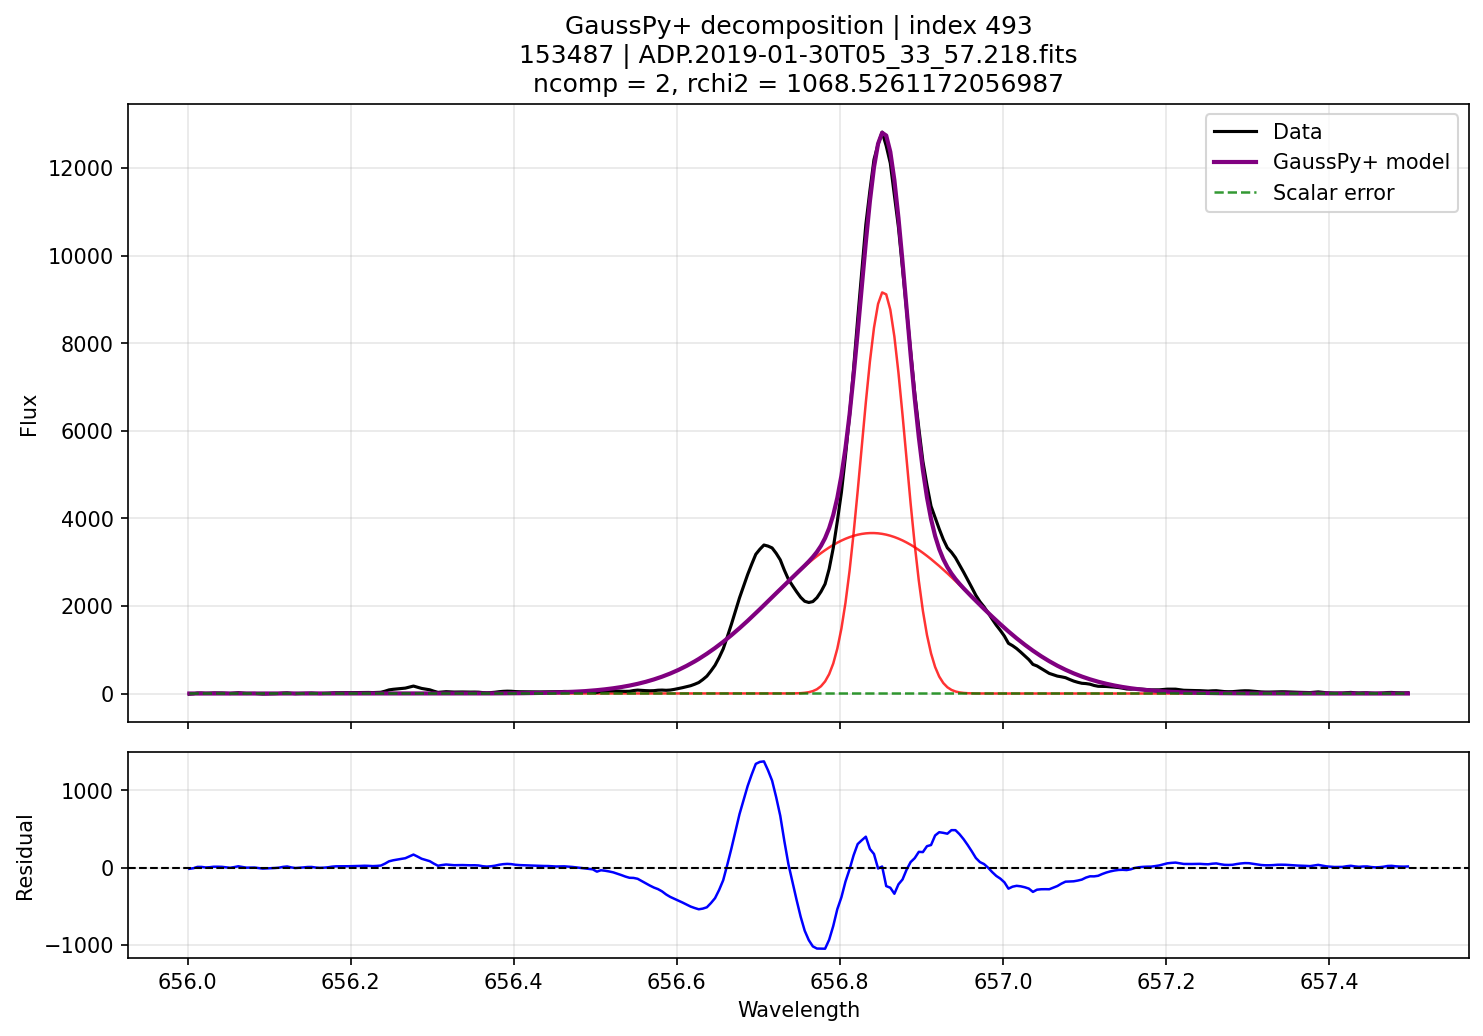 GaussPy+ decomposition | index 493
153487 | ADP.2019-01-30T05_33_57.218.fits
ncomp = 2, rchi2 = 1068.5261172056987
Data
GaussPy+ model
Scalar error
Flux
12000
10000
8000
6000
4000
2000
0
Residual
1000
0
−1000
656.0
656.2
656.4
656.6
656.8
657.0
657.2
657.4
Wavelength